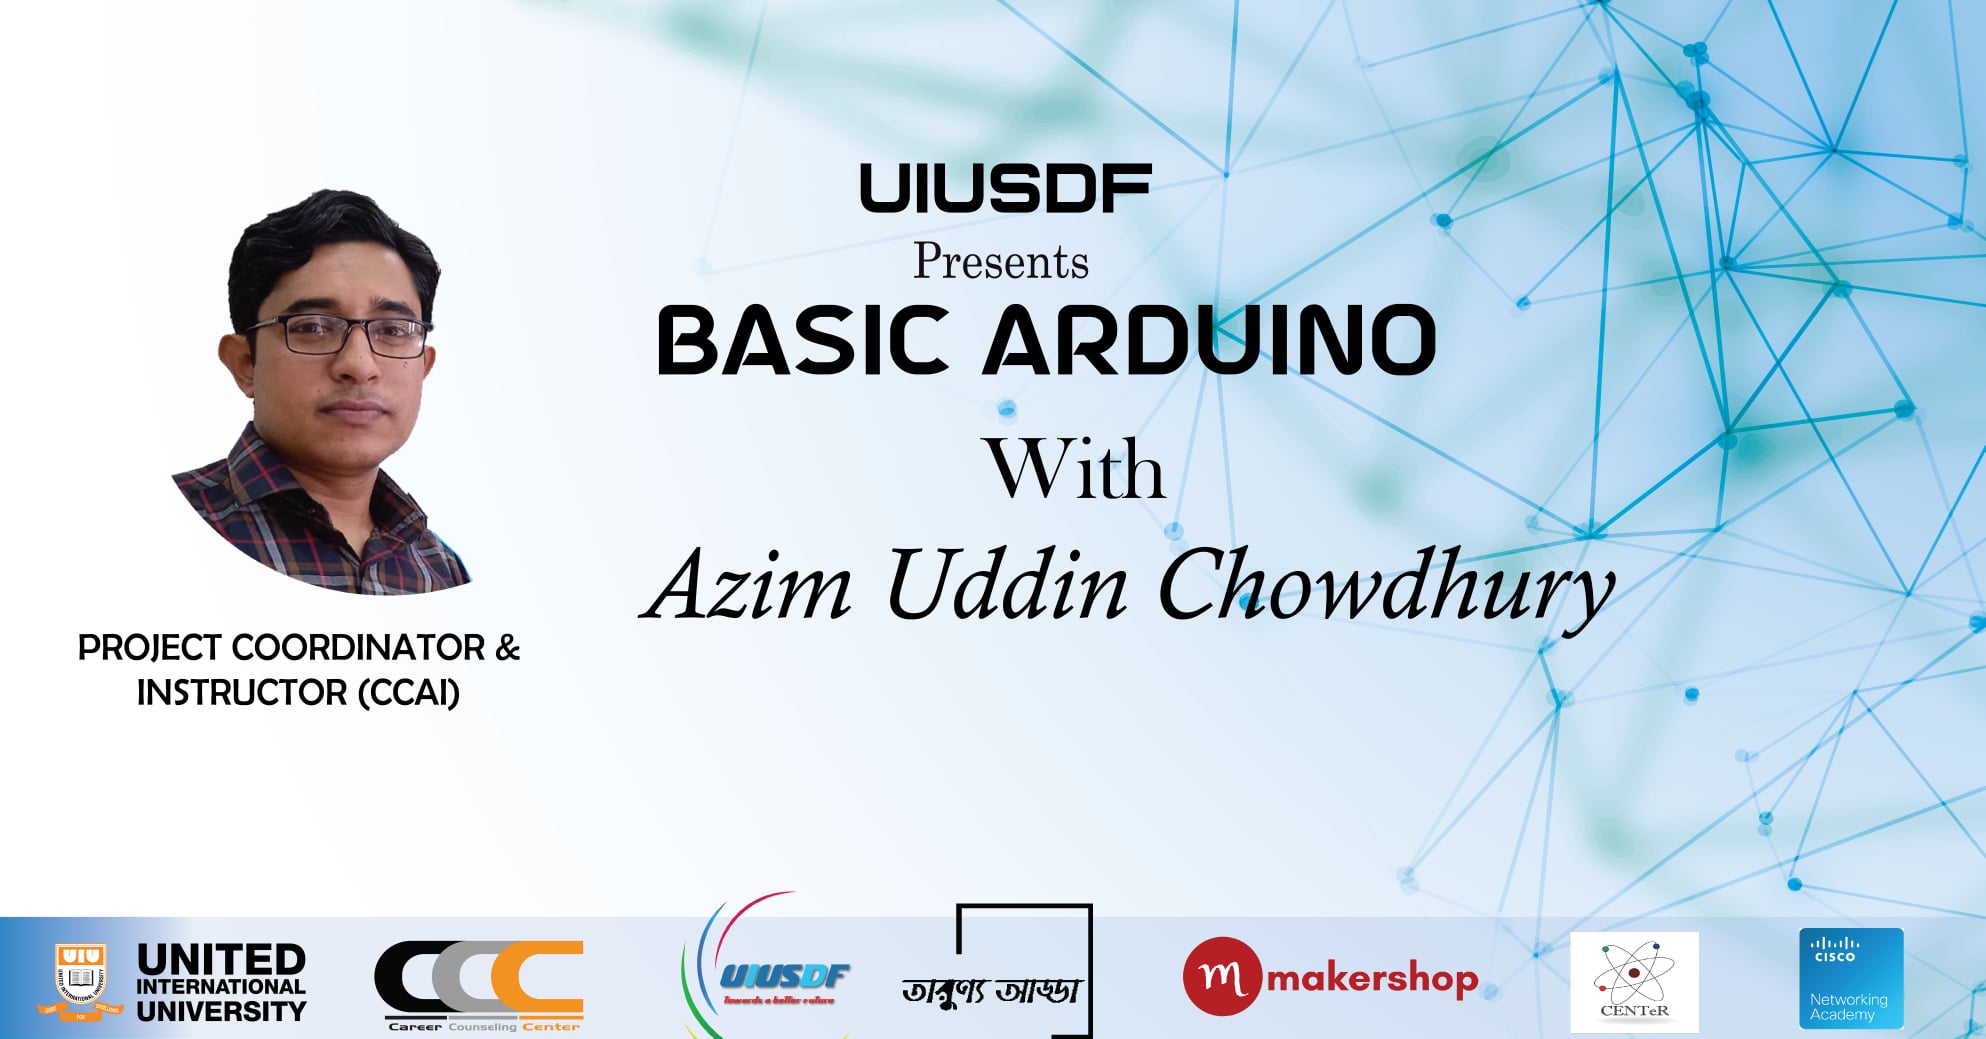 UIUSDF
Presents
BASIC ARDUINO
With
Azim Uddin Chowdhury
PROJECT COORDINATOR &
INSTRUCTOR (CCAI)
UIU
UNITED
INTERNATIONAL
UNIVERSITY
Career Counseling Center
UIUSDF
Towards a better future
তারুণ্য আড্ডা
m makershop
CENTeR
CISCO
Networking
Academy